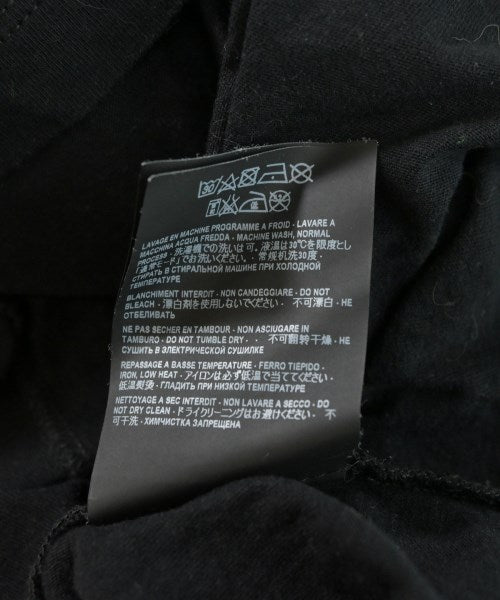 30
LAVAGE EN MACHINE PROGRAMME A FROID - LAVARE A
MACCHINA ACQUA FREDDA - MACHINE WASH, NORMAL
PROCESS - 洗濯機での洗いは可。液温は30℃を限度とし
「通常モード」でお洗いください。- 常规机洗30度 -
СТИРАТЬ В СТИРАЛЬНОЙ МАШИНЕ ПРИ ХОЛОДНОЙ
ТЕМПЕРАТУРЕ
BLANCHIMENT INTERDIT - NON CANDEGGIARE - DO NOT
BLEACH - 漂白剤を使用しないでください - 不可漂白 - НЕ
ОТБЕЛИВАТЬ
NE PAS SECHER EN TAMBOUR - NON ASCIUGARE IN
TAMBURO - DO NOT TUMBLE DRY - - 不可翻转干燥 - НЕ
СУШИТЬ В ЭЛЕКТРИЧЕСКОЙ СУШИЛКЕ
REPASSAGE A BASSE TEMPERATURE - FERRO TIEPIDO -
IRON, LOW HEAT - アイロンは必ず低温で当ててください -
低温熨烫 - ГЛАДИТЬ ПРИ НИЗКОЙ ТЕМПЕРАТУРЕ
NETTOYAGE A SEC INTERDIT - NON LAVARE A SECCO - DO
NOT DRY CLEAN - ドライクリーニングはお避けください - 不
可干洗 - ХИМЧИСТКА ЗАПРЕЩЕНА